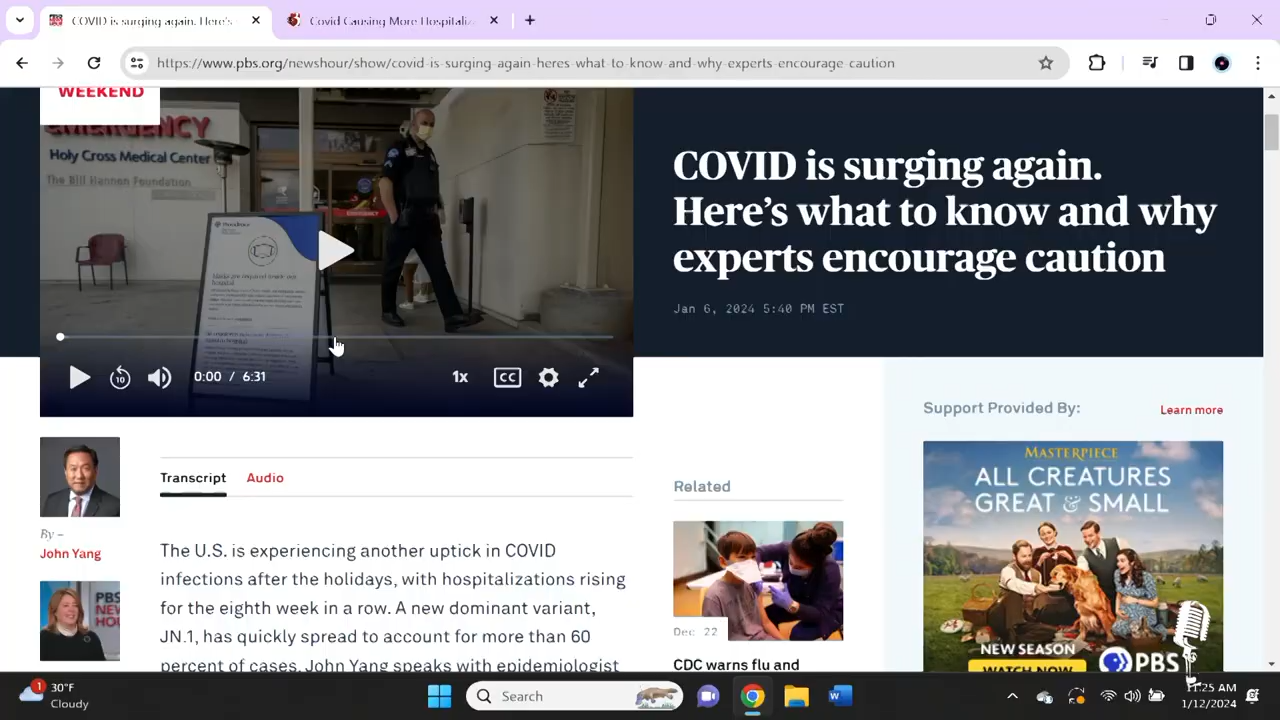 COVID is surging again. Here's
Covid Causing More Hospitaliz
https://www.pbs.org/newshour/show/covid-is-surging-again-heres-what-to-know-and-why-experts-encourage-caution
WEEKEND
EMERGENCY
Holy Cross Medical Center
The Bill Hannon Foundation
COVID is surging again.
Here's what to know and why
experts encourage caution
Jan 6, 2024 5:40 PM EST
10
0:00 / 6:31
1x
CC
Support Provided By:
Learn more
MASTERPIECE
ALL CREATURES
GREAT & SMALL
NEW SEASON
WATCH NOW
PBS
Transcript
Audio
Related
By –
John Yang
PBS
NEWS
HOU
The U.S. is experiencing another uptick in COVID
infections after the holidays, with hospitalizations rising
for the eighth week in a row. A new dominant variant,
JN.1, has quickly spread to account for more than 60
percent of cases. John Yang speaks with epidemiologist
Dec 22
CDC warns flu and
1
30°F
Cloudy
Search
11:25 AM
1/12/2024